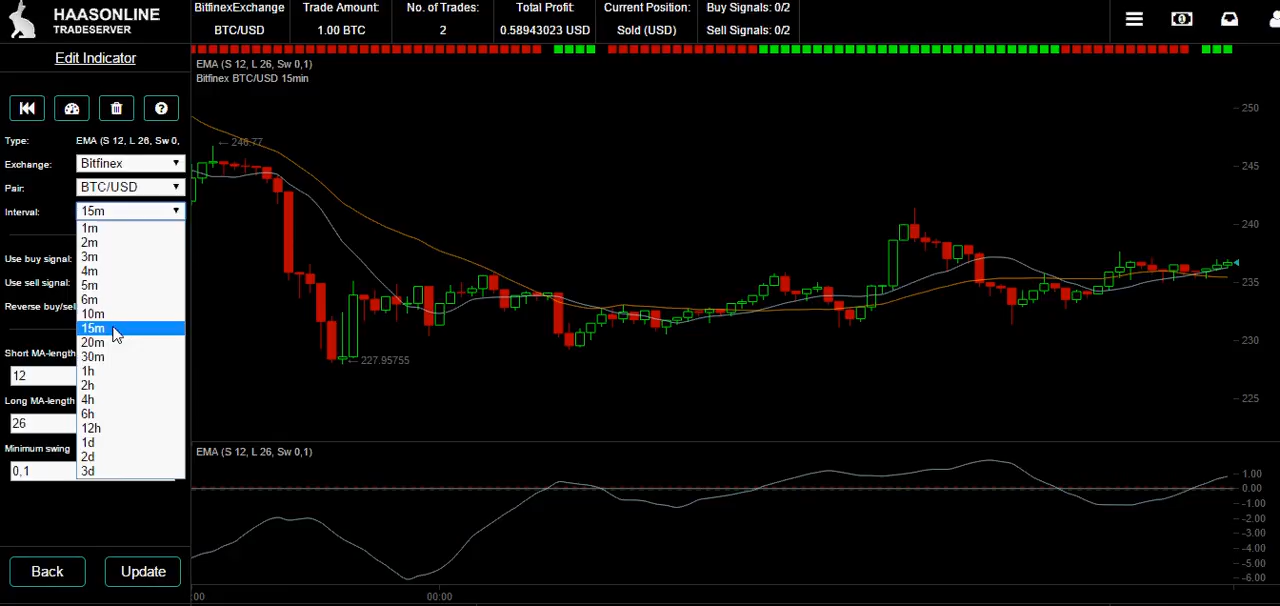 HAASONLINE
TRADESERVER
BitfinexExchange
BTC/USD
Trade Amount:
1.00 BTC
No. of Trades:
2
Total Profit:
0.58943023 USD
Current Position:
Sold (USD)
Buy Signals: 0/2
Sell Signals: 0/2
Edit Indicator
Type:
EMA (S 12, L 26, Sw 0,
Exchange:
Bitfinex
Pair:
BTC/USD
Interval:
15m
1m
2m
3m
4m
5m
6m
10m
15m
20m
30m
1h
2h
4h
6h
12h
1d
2d
3d
Use buy signal:
Use sell signal:
Reverse buy/sel
Short MA-length
12
Long MA-length
26
Minimum swing
0,1
Back
Update
EMA (S 12, L 26, Sw 0,1)
Bitfinex BTC/USD 15min
← 246.77
← 227.95755
250
245
240
235
230
225
EMA (S 12, L 26, Sw 0,1)
1.00
0.00
-1.00
-2.00
-3.00
-4.00
-5.00
-6.00
:00
00:00